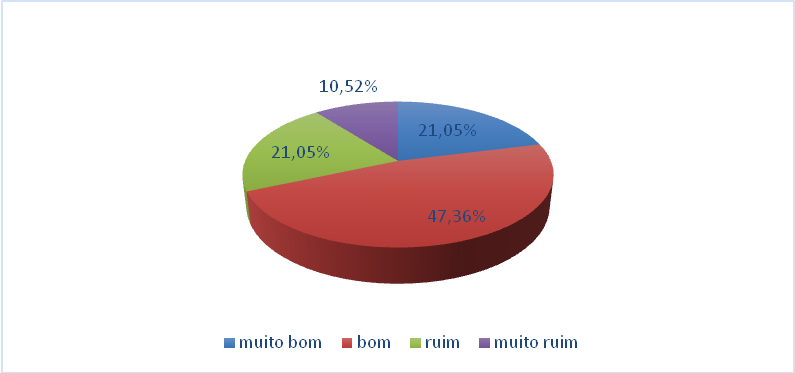 10,52%
21,05%
21,05%
47,36%
muito bom bom ruim muito ruim